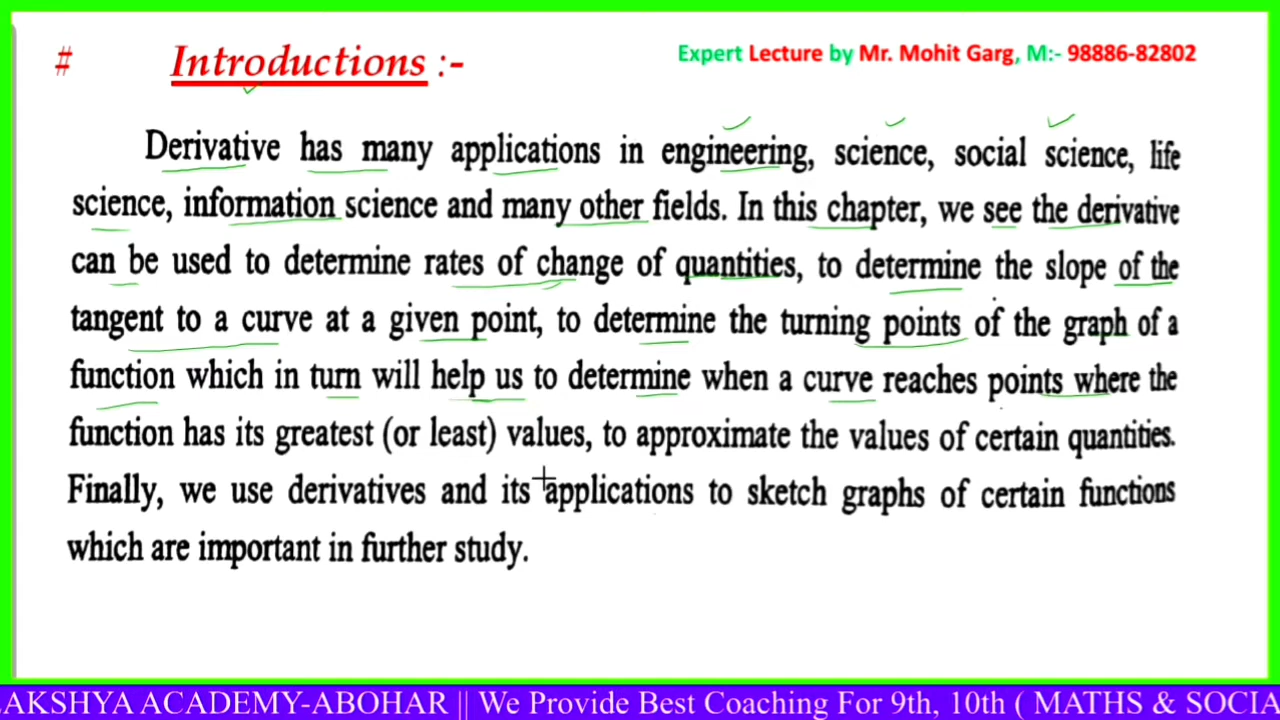 # Introductions :-
Expert Lecture by Mr. Mohit Garg, M:- 98886-82802
Derivative has many applications in engineering, science, social science, life
science, information science and many other fields. In this chapter, we see the derivative
can be used to determine rates of change of quantities, to determine the slope of the
tangent to a curve at a given point, to determine the turning points of the graph of a
function which in turn will help us to determine when a curve reaches points where the
function has its greatest (or least) values, to approximate the values of certain quantities.
Finally, we use derivatives and its applications to sketch graphs of certain functions
which are important in further study.
AKSHYA ACADEMY-ABOHAR || We Provide Best Coaching For 9th, 10th ( MATHS & SOCIA